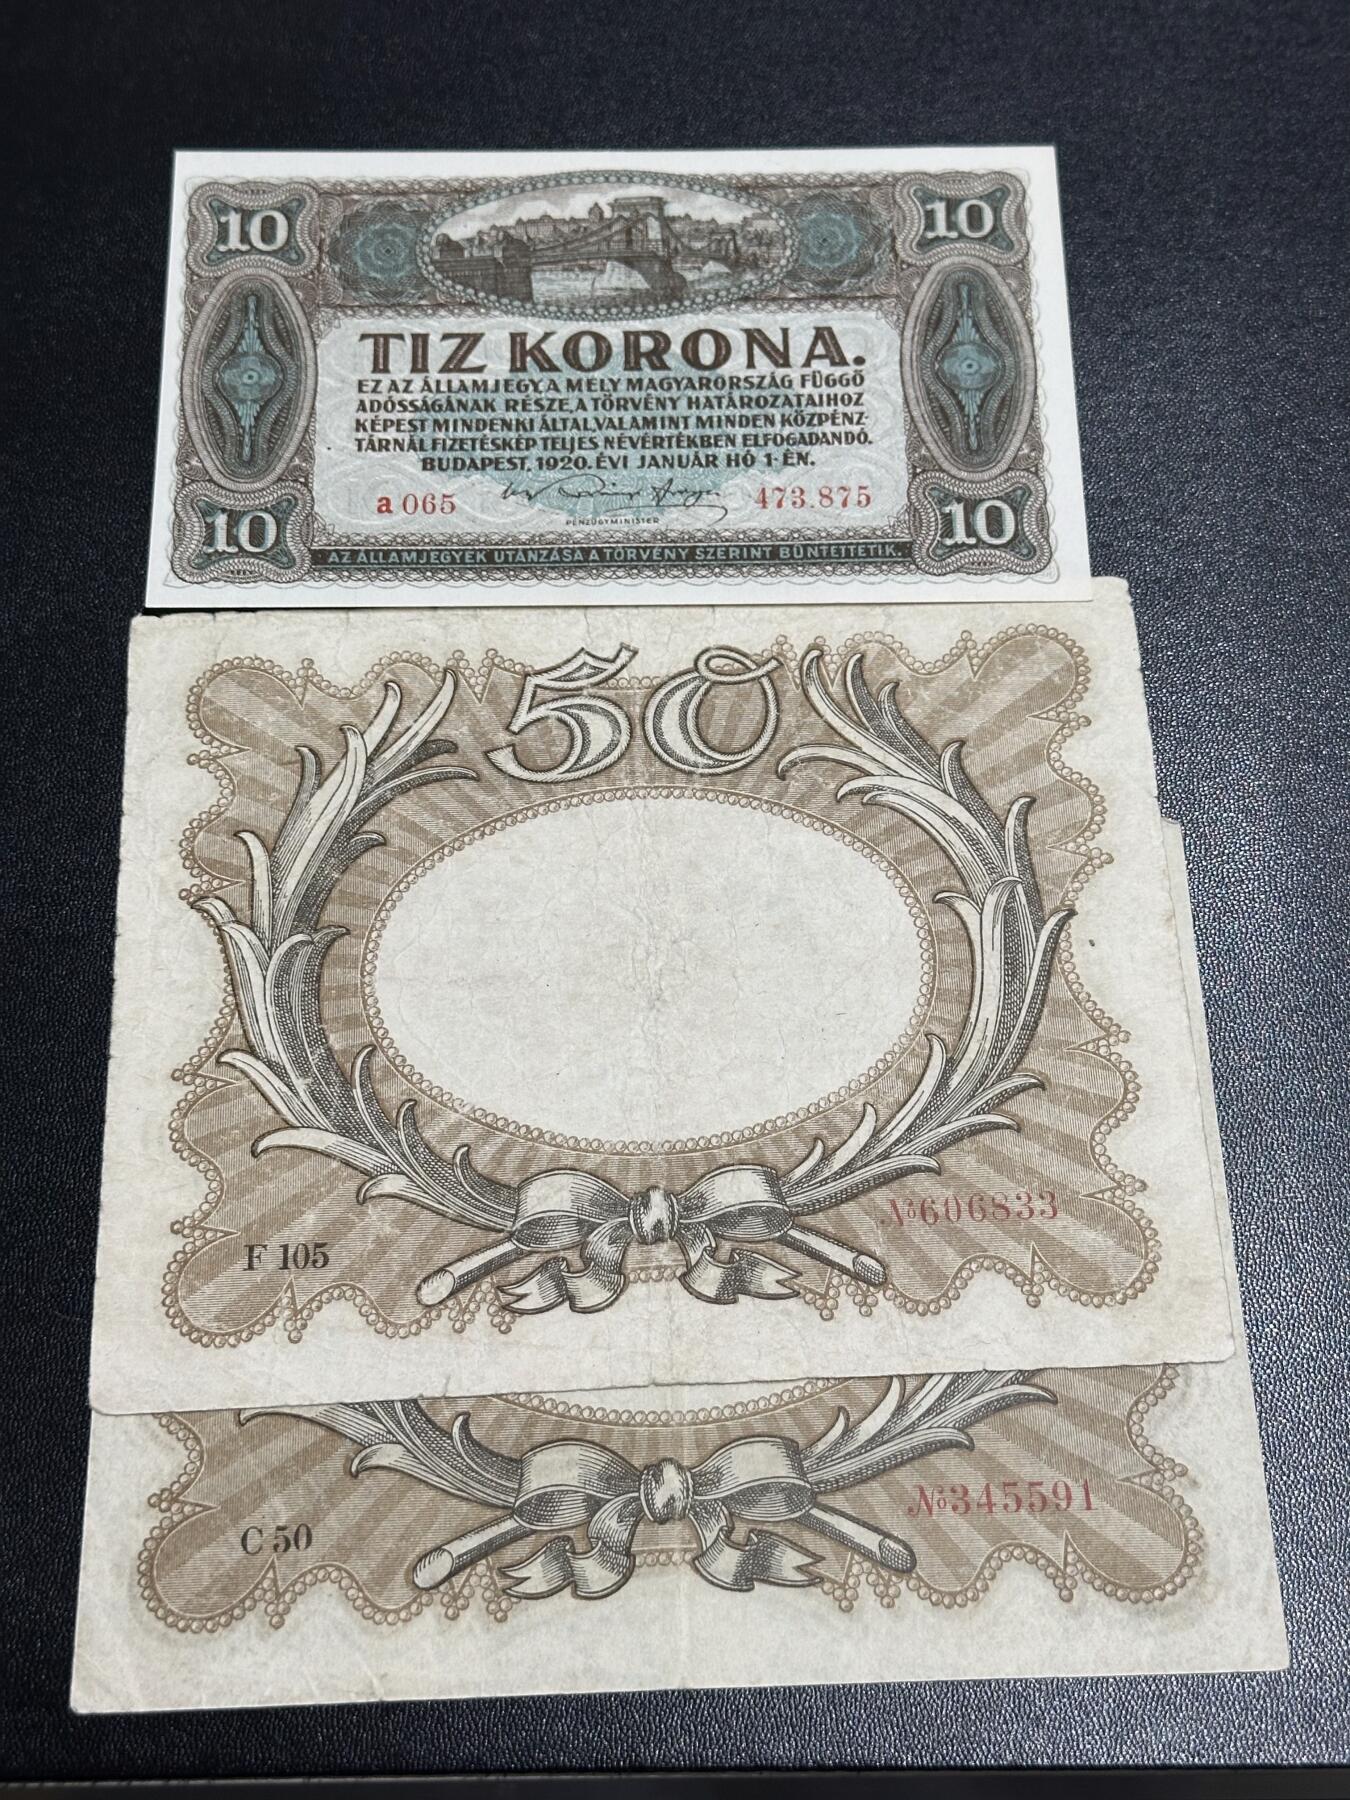 10 10
TIZ KORONA.
EZ AZ ÁLLAMJEGY, A MELY MAGYARORSZÁG FÜGGŐ
ADÓSSÁGÁNAK RÉSZE, A TÖRVÉNY HATÁROZATAIHOZ
KÉPEST MINDENKI ÁLTAL, VALAMINT MINDEN KÖZPÉNZ-
TÁRNÁL FIZETÉSKÉP TELJES NÉVÉRTÉKBEN ELFOGADANDÓ.
BUDAPEST, 1920. ÉVI JANUÁR HÓ 1-ÉN.
a 065 473.875
PÉNZÜGYMINISTER
10 10
AZ ÁLLAMJEGYEK UTÁNZÁSA A TÖRVÉNY SZERINT BÜNTETTETIK.
50
№606833
F 105
№345591
C 50